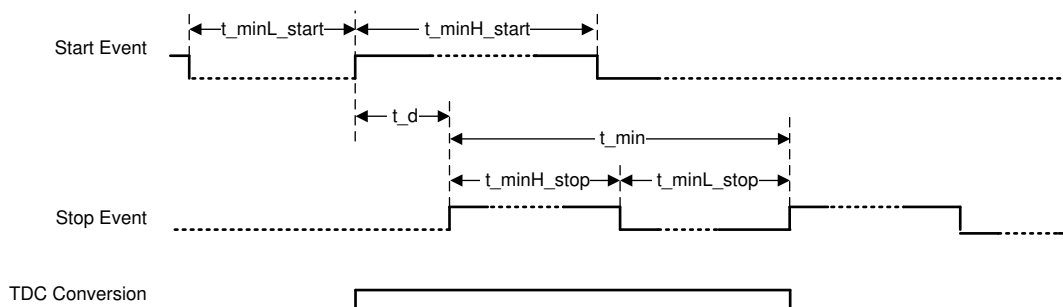 t_minL_start
t_minH_start
Start Event
t_d
t_min
t_minH_stop
t_minL_stop
Stop Event
TDC Conversion